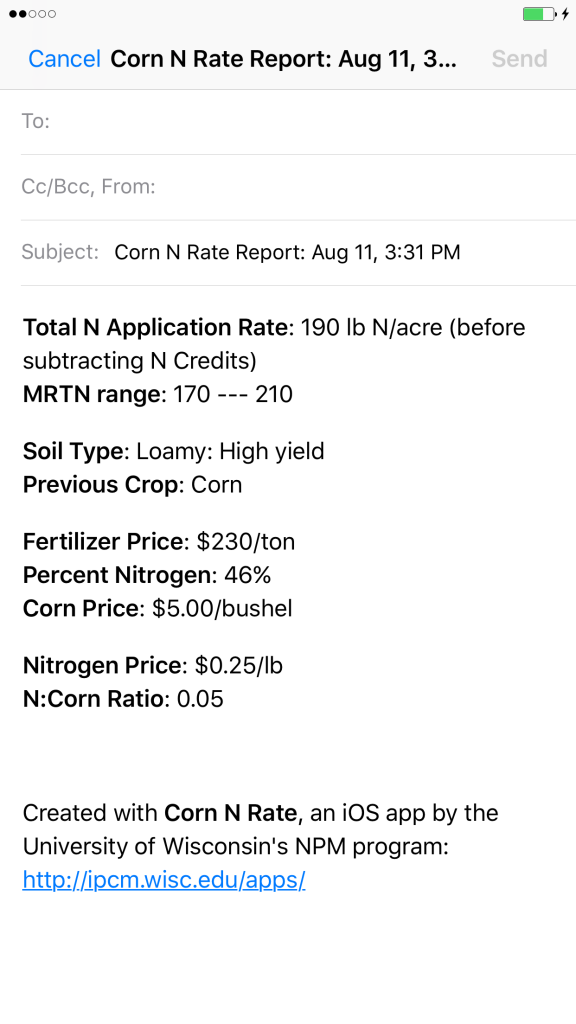 Cancel Corn N Rate Report: Aug 11, 3... Send
To:
Cc/Bcc, From:
Subject: Corn N Rate Report: Aug 11, 3:31 PM
Total N Application Rate: 190 lb N/acre (before
subtracting N Credits)
MRTN range: 170 --- 210
Soil Type: Loamy: High yield
Previous Crop: Corn
Fertilizer Price: $230/ton
Percent Nitrogen: 46%
Corn Price: $5.00/bushel
Nitrogen Price: $0.25/lb
N:Corn Ratio: 0.05
Created with Corn N Rate, an iOS app by the
University of Wisconsin's NPM program:
http://ipcm.wisc.edu/apps/